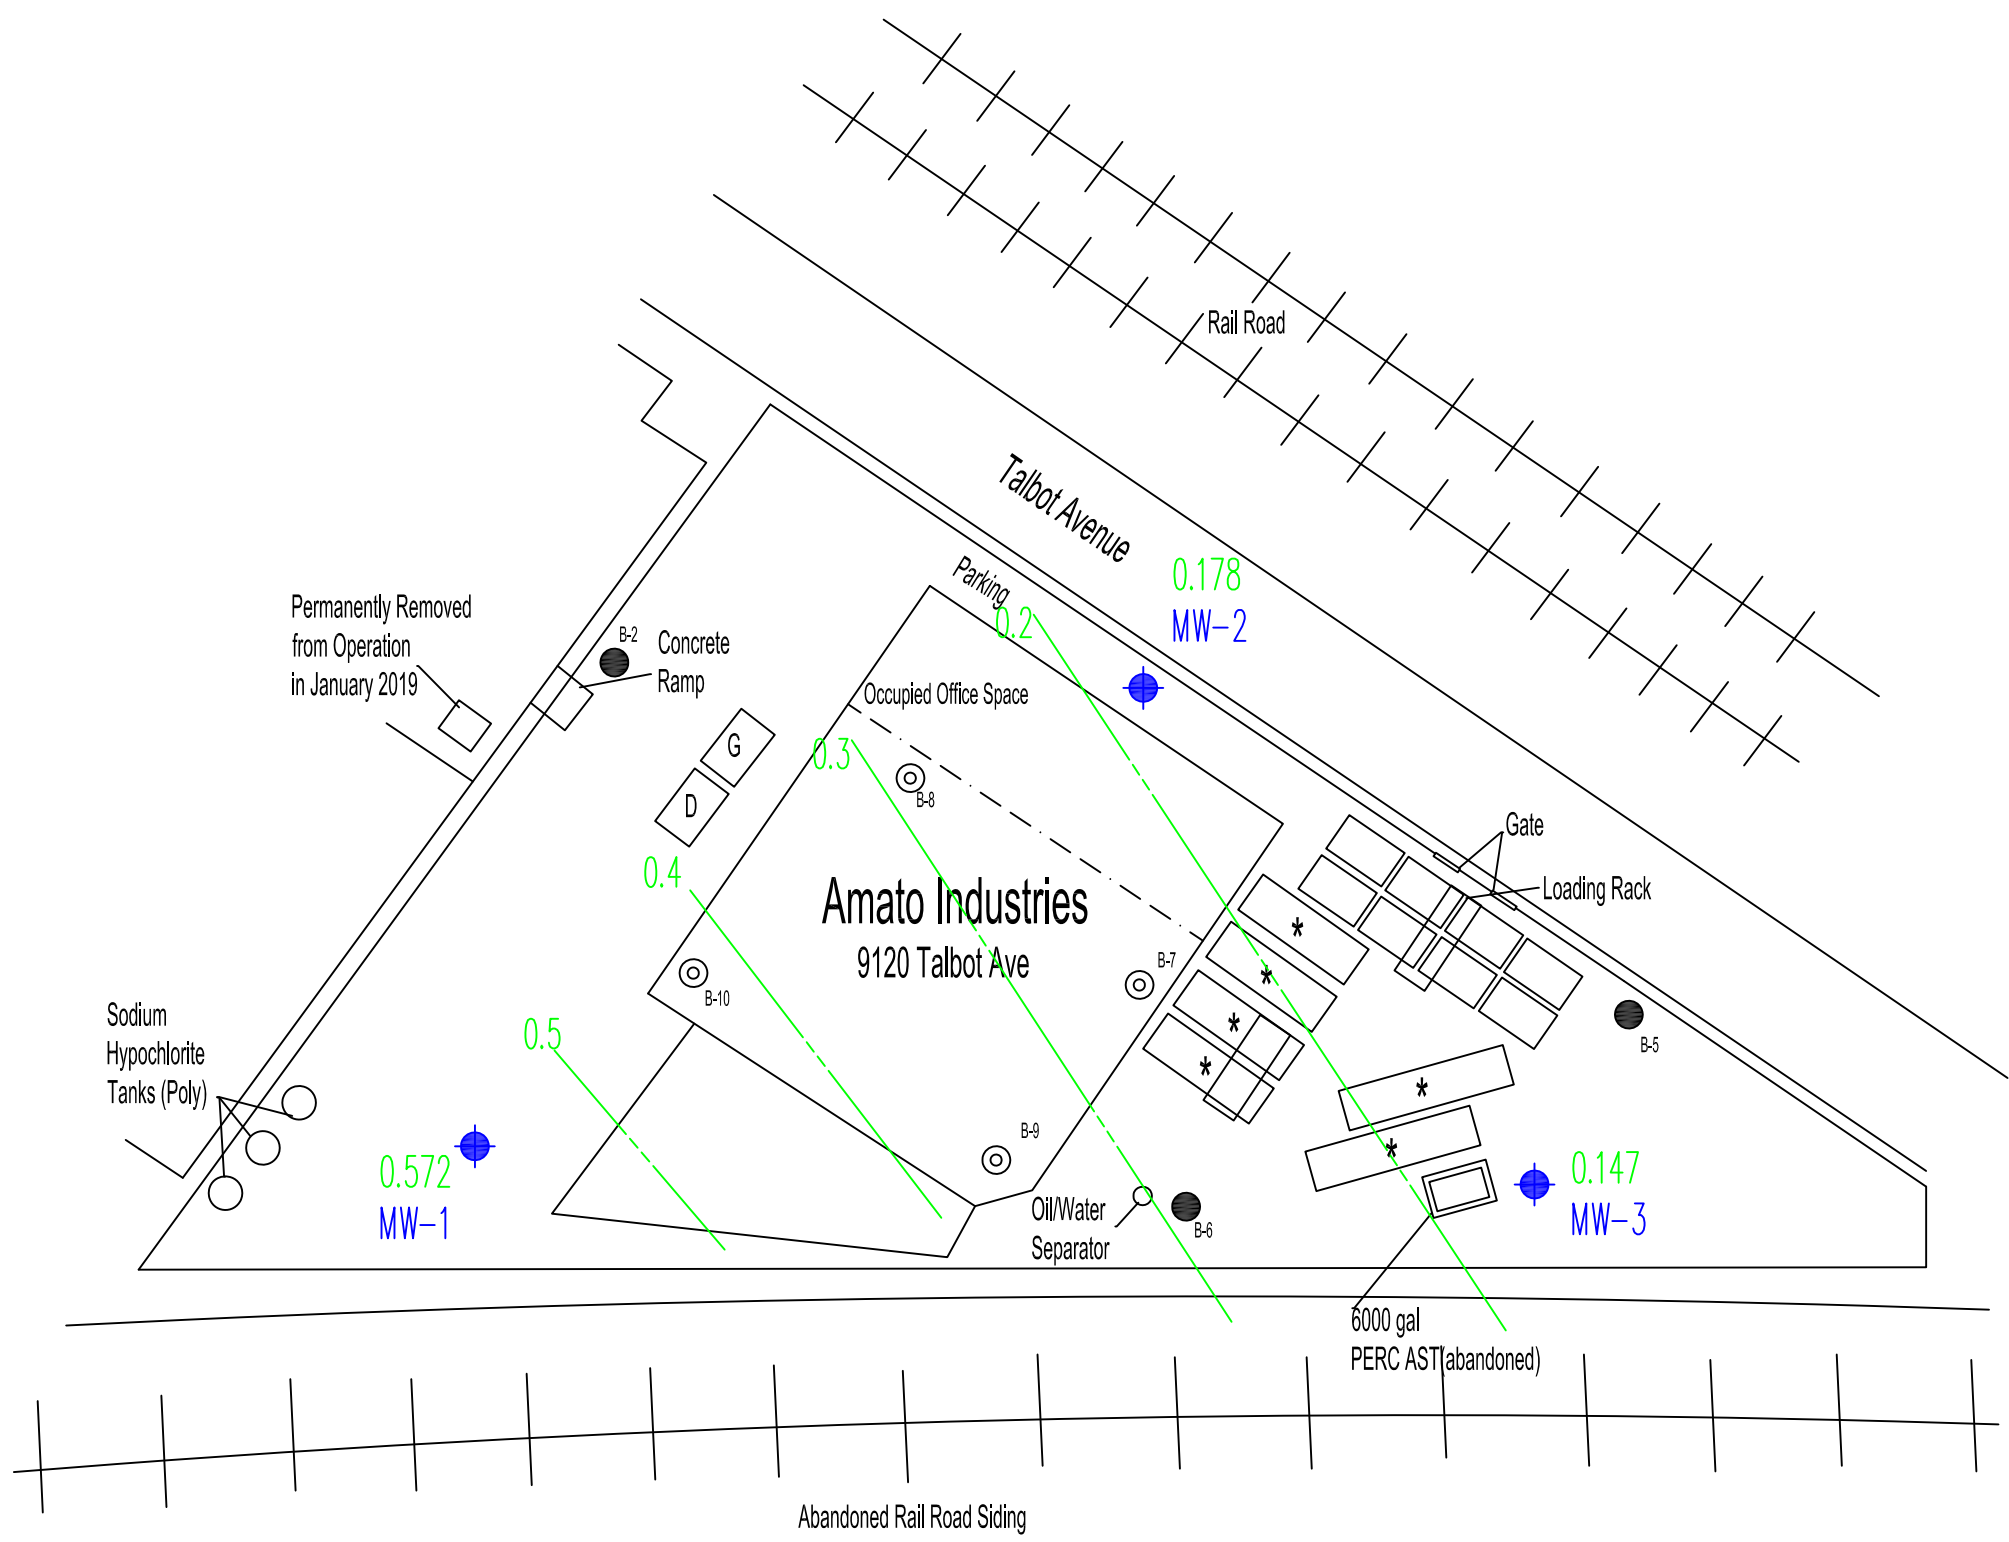 Rail Road
Talbot Avenue
Parking
0.178
MW-2
0.2
Permanently Removed
from Operation
in January 2019
B-2
Concrete
Ramp
Occupied Office Space
G
D
0.3
B-8
0.4
Amato Industries
9120 Talbot Ave
Gate
Loading Rack
*
*
*
*
B-7
B-10
B-5
Sodium
Hypochlorite
Tanks (Poly)
0.5
*
*
B-9
0.572
MW-1
Oil/Water
Separator
B-6
0.147
MW-3
6000 gal
PERC AST(abandoned)
Abandoned Rail Road Siding